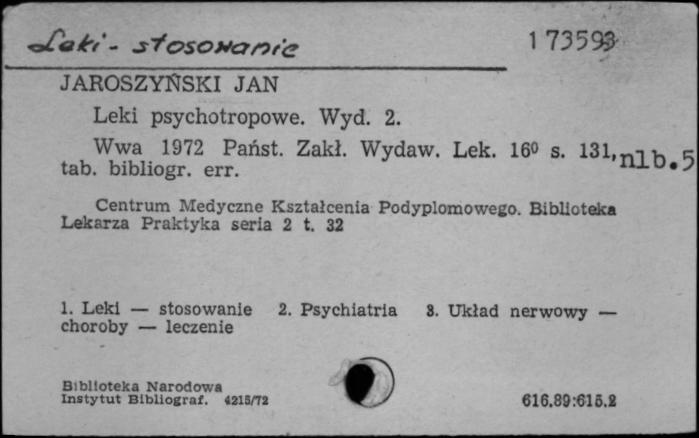 Leki - stosowanie 173593
JAROSZYŃSKI JAN
Leki psychotropowe. Wyd. 2.
Wwa 1972 Państ. Zakł. Wydaw. Lek. 16⁰ s. 131, nlb. 5
tab. bibliogr. err.
Centrum Medyczne Kształcenia Podyplomowego. Biblioteka
Lekarza Praktyka seria 2 t. 32
1. Leki — stosowanie 2. Psychiatria 3. Układ nerwowy —
choroby — leczenie
Biblioteka Narodowa
Instytut Bibliograf. 4215/72
616.89:615.2